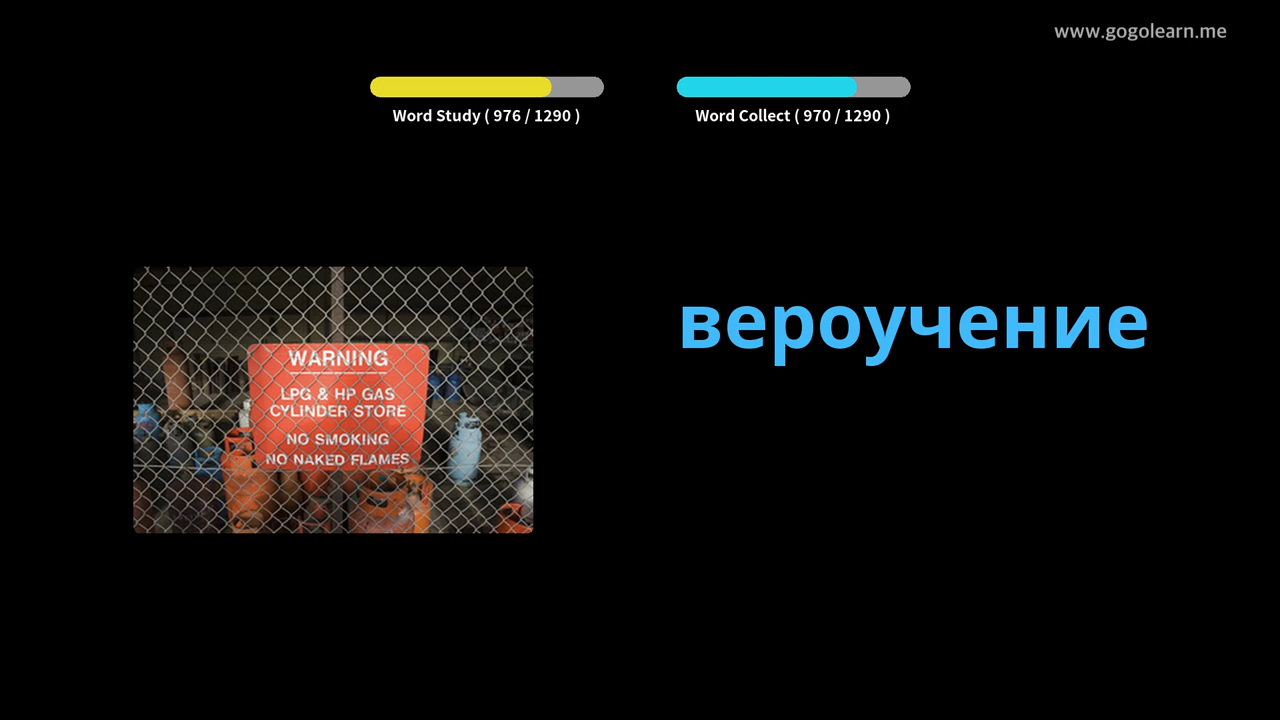 www.gogolearn.me
Word Study ( 976 / 1290 )
Word Collect ( 970 / 1290 )
вероучение
WARNING
LPG & HP GAS
CYLINDER STORE
NO SMOKING
NO NAKED FLAMES